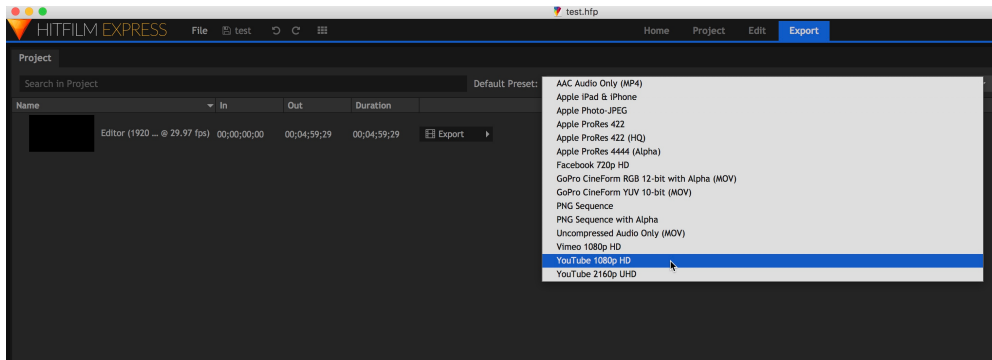 test.hfp
HITFILM EXPRESS File test Home Project Edit Export
Project
Search in Project Default Preset:
Name In Out Duration
Editor (1920 ... @ 29.97 fps) 00;00;00;00 00;04;59;29 00;04;59;29 Export
AAC Audio Only (MP4)
Apple iPad & iPhone
Apple Photo-JPEG
Apple ProRes 422
Apple ProRes 422 (HQ)
Apple ProRes 4444 (Alpha)
Facebook 720p HD
GoPro CineForm RGB 12-bit with Alpha (MOV)
GoPro CineForm YUV 10-bit (MOV)
PNG Sequence
PNG Sequence with Alpha
Uncompressed Audio Only (MOV)
Vimeo 1080p HD
YouTube 1080p HD
YouTube 2160p UHD